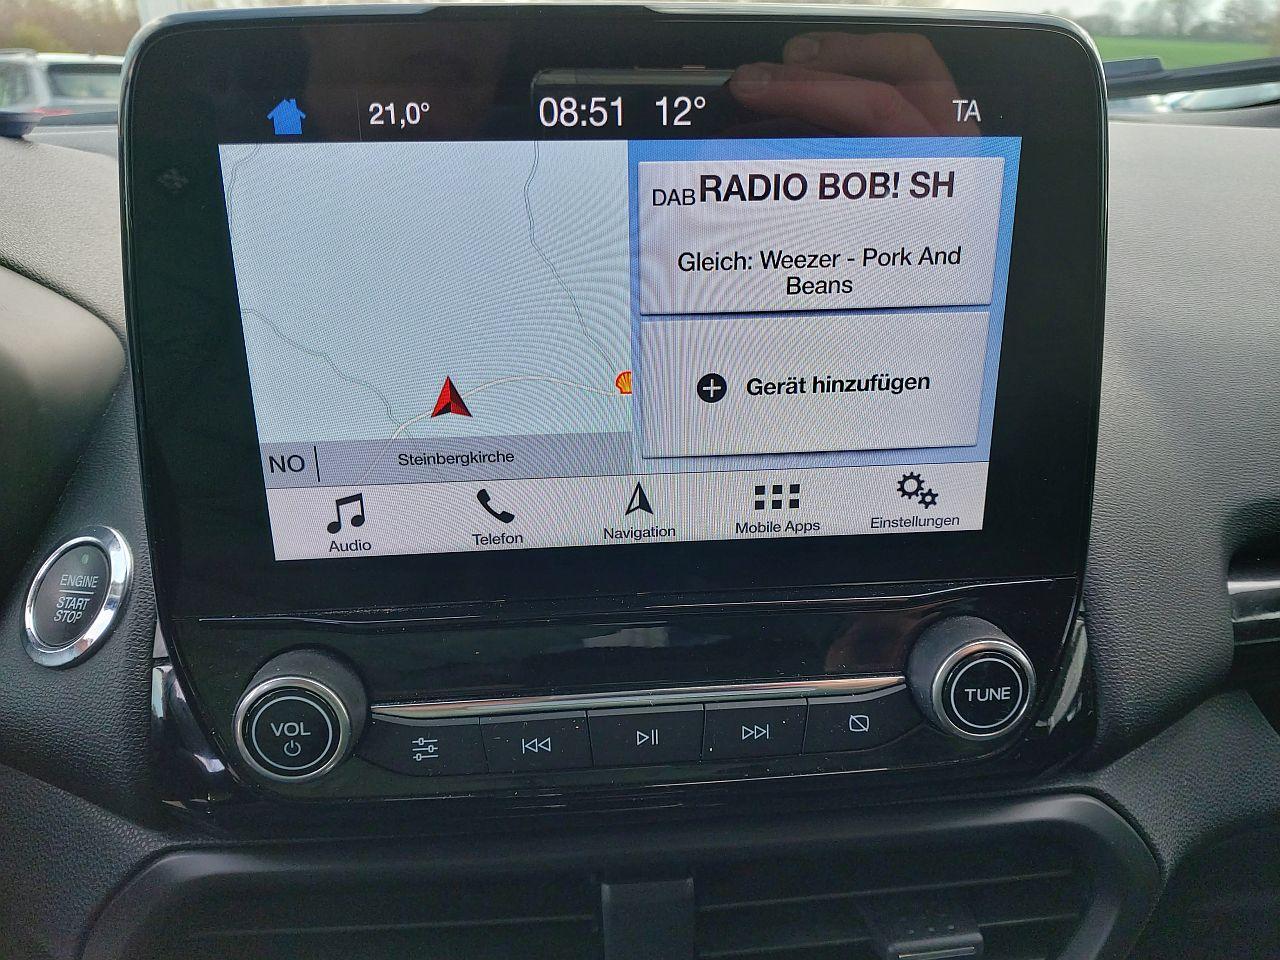 21,0°
08:51
12°
TA
DAB RADIO BOB! SH
Gleich: Weezer - Pork And
Beans
Gerät hinzufügen
NO
Steinbergkirche
Audio
Telefon
Navigation
Mobile Apps
Einstellungen
ENGINE
START
STOP
VOL
TUNE